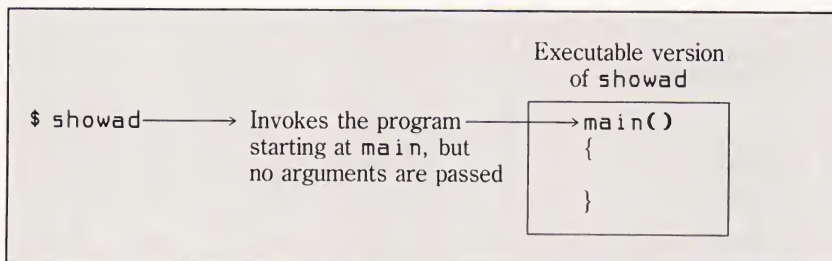 Executable version
of showad
$ showad → Invokes the program → main()
starting at main, but {
no arguments are passed
}